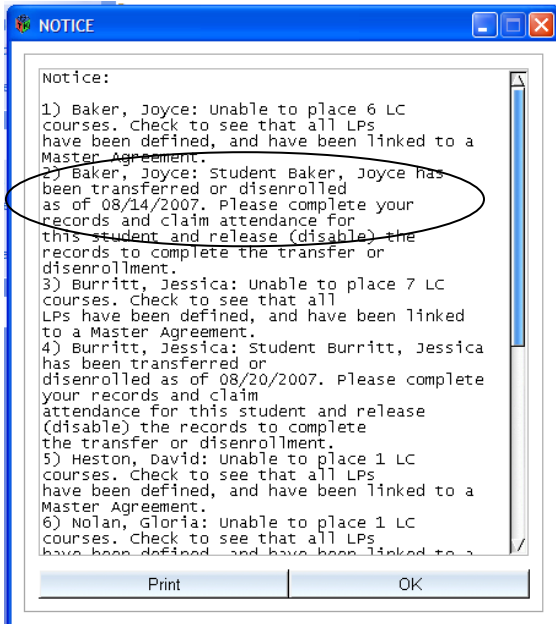 NOTICE
Notice:
1) Baker, Joyce: Unable to place 6 LC
courses. Check to see that all LPs
have been defined, and have been linked to a
Master Agreement.
2) Baker, Joyce: Student Baker, Joyce has
been transferred or disenrolled
as of 08/14/2007. Please complete your
records and claim attendance for
this student and release (disable) the
records to complete the transfer or
disenrollment.
3) Burritt, Jessica: Unable to place 7 LC
courses. Check to see that all
LPs have been defined, and have been linked
to a Master Agreement.
4) Burritt, Jessica: Student Burritt, Jessica
has been transferred or
disenrolled as of 08/20/2007. Please complete
your records and claim
attendance for this student and release
(disable) the records to complete
the transfer or disenrollment.
5) Heston, David: Unable to place 1 LC
courses. Check to see that all LPs
have been defined, and have been linked to a
Master Agreement.
6) Nolan, Gloria: Unable to place 1 LC
courses. Check to see that all LPs
have been defined, and have been linked to a
Print
OK